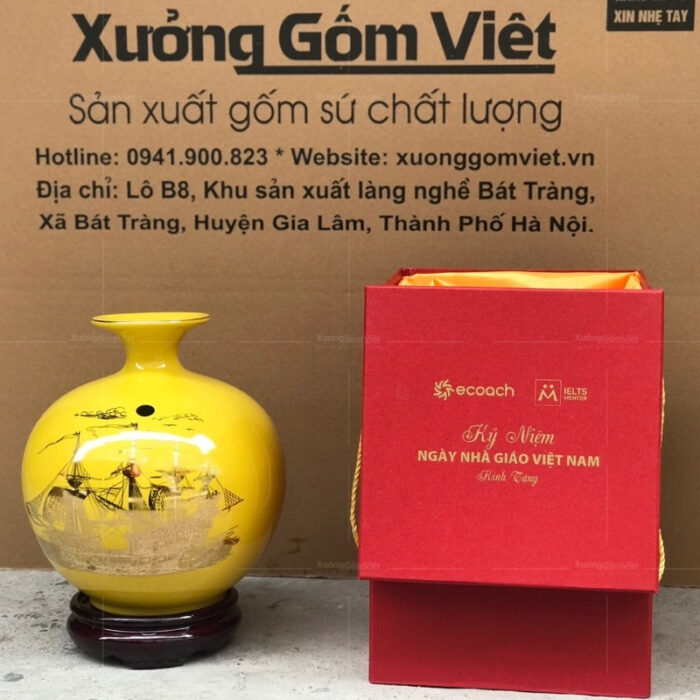 XIN NHẸ TAY
Xưởng Gốm Việt
Sản xuất gốm sứ chất lượng
Hotline: 0941.900.823 * Website: xuonggomviet.vn
Địa chỉ: Lô B8, Khu sản xuất làng nghề Bát Tràng,
Xã Bát Tràng, Huyện Gia Lâm, Thành Phố Hà Nội.
ecoach
IELTS
MENTOR
Kỷ Niệm
NGÀY NHÀ GIÁO VIỆT NAM
Kính Tặng
XưởngGốmViệt